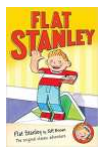 FLAT
STANLEY
Flat Stanley by Jeff Brown
The original classic adventure